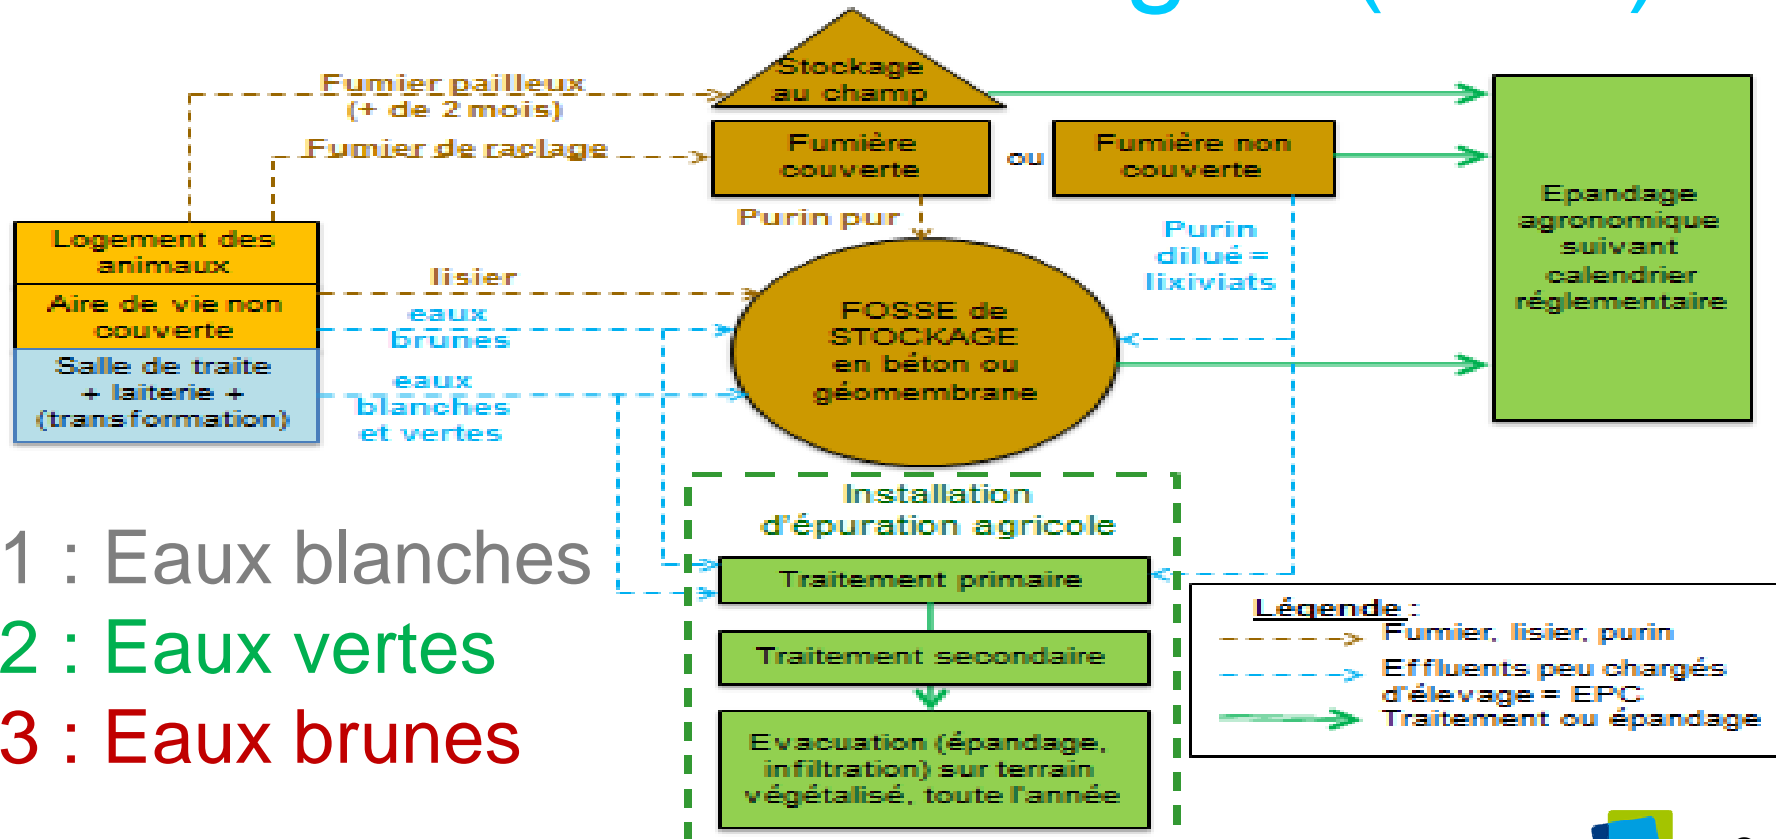 Stockage
au champ
Fumier pailleux
(+ de 2 mois)
Fumier de raclage
Fumière
couverte
ou
Fumière non
couverte
Epandage
agronomique
suivant
calendrier
réglementaire
Purin pur
Purin
dilué =
lixiviats
Logement des
animaux
Aire de vie non
couverte
Salle de traite
+ laiterie +
(transformation)
lisier
eaux
brunes
eaux
blanches
et vertes
FOSSE de
STOCKAGE
en béton ou
géomembrane
Installation
d'épuration agricole
Traitement primaire
Traitement secondaire
Evacuation (épandage,
infiltration) sur terrain
végétalisé, toute l'année
1 : Eaux blanches
2 : Eaux vertes
3 : Eaux brunes
Légende :
Fumier, lisier, purin
Effluents peu chargés
d'élevage = EPC
Traitement ou épandage